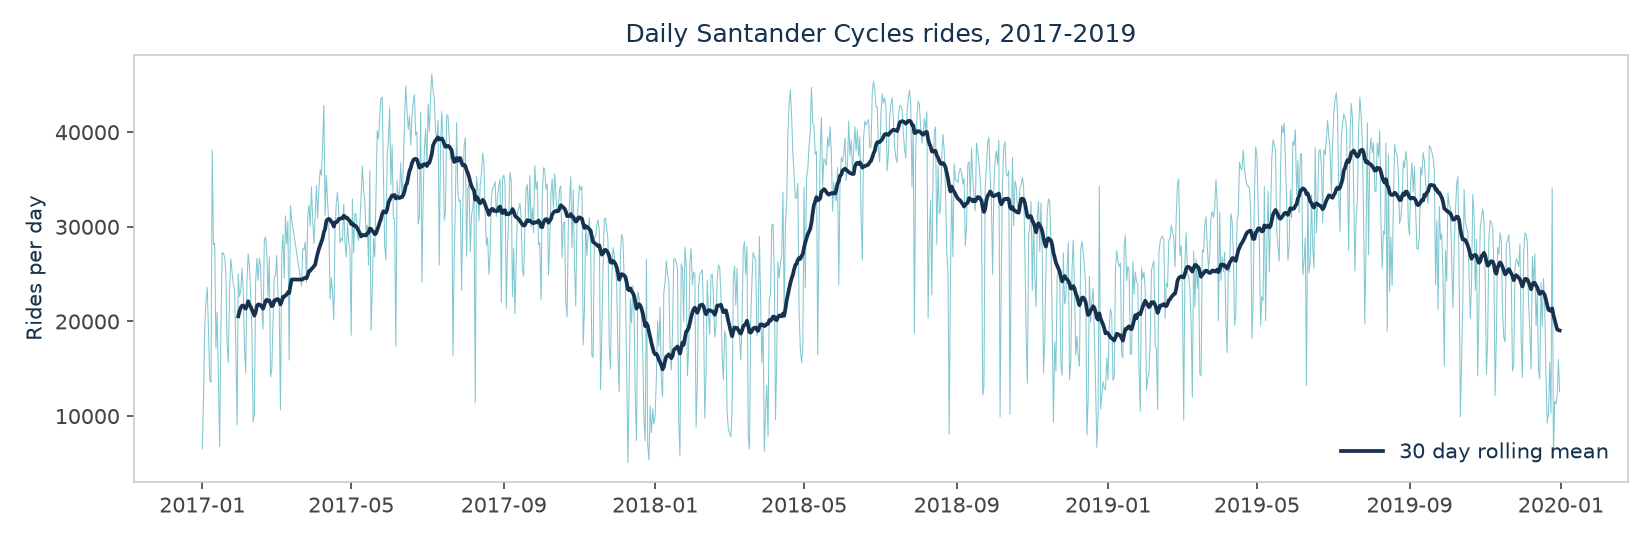 Daily Santander Cycles rides, 2017-2019
Rides per day
40000
30000
20000
10000
30 day rolling mean
2017-01 2017-05 2017-09 2018-01 2018-05 2018-09 2019-01 2019-05 2019-09 2020-01